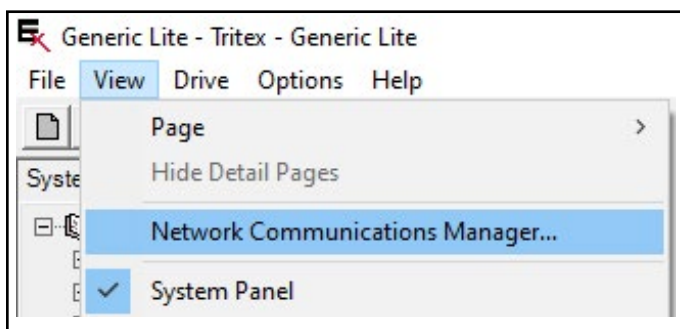 Generic Lite - Tritex - Generic Lite
File View Drive Options Help
Page
Hide Detail Pages
Syste
Network Communications Manager...
System Panel